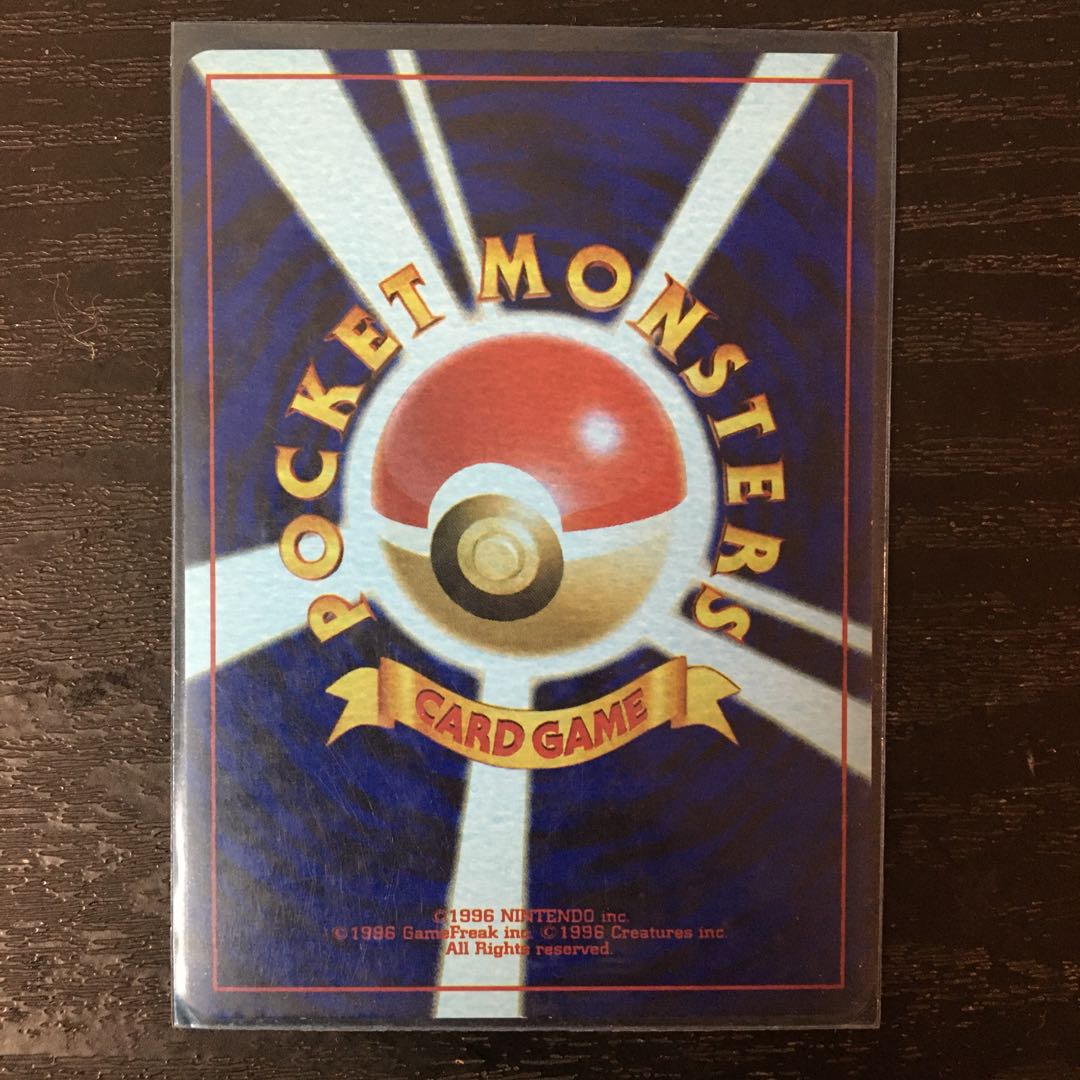 POCKET MONSTERS
CARD GAME
©1996 NINTENDO inc.
©1996 GameFreak inc. ©1996 Creatures inc.
All Rights reserved.